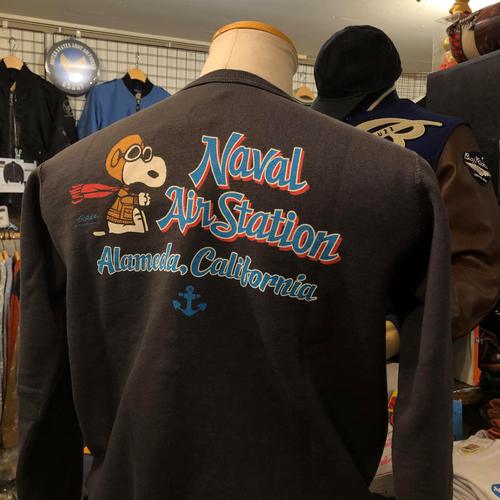 Naval
Air Station
Alameda, California